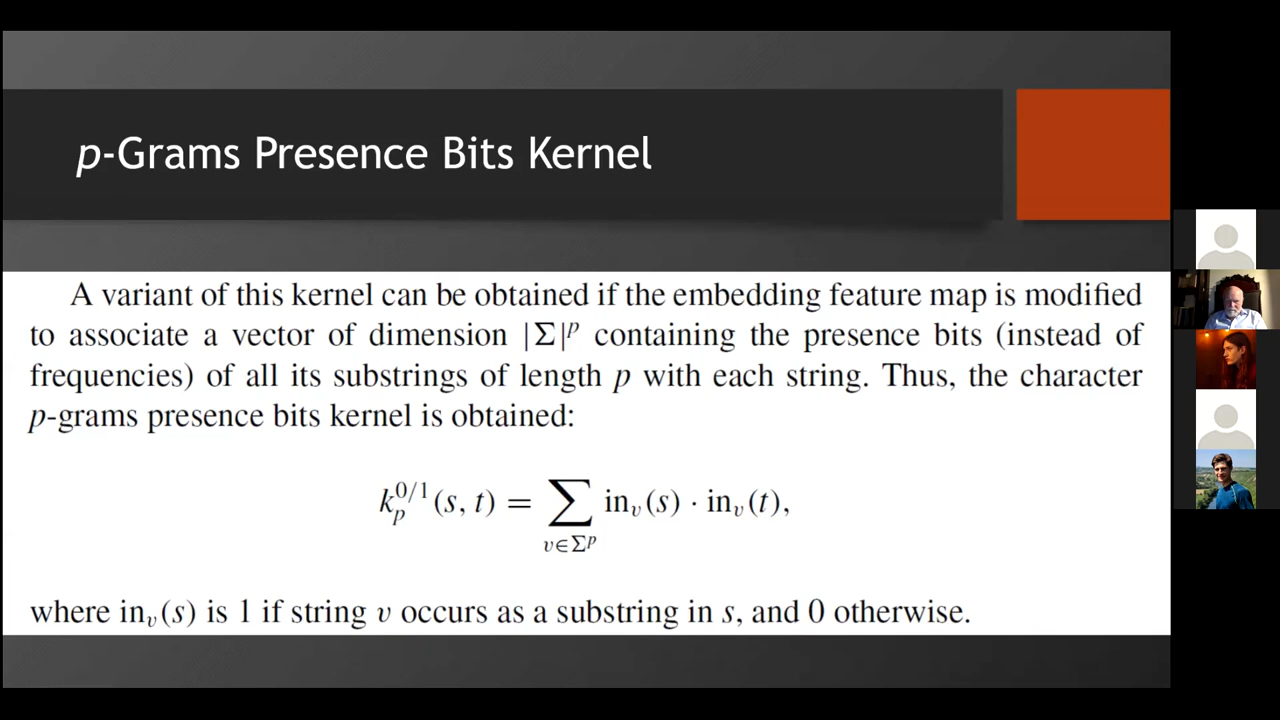 p-Grams Presence Bits Kernel
A variant of this kernel can be obtained if the embedding feature map is modified
to associate a vector of dimension |Σ|^p containing the presence bits (instead of
frequencies) of all its substrings of length p with each string. Thus, the character
p-grams presence bits kernel is obtained:
k_p^{0/1}(s, t) = ∑_{v∈Σ^p} in_v(s) · in_v(t),
where in_v(s) is 1 if string v occurs as a substring in s, and 0 otherwise.